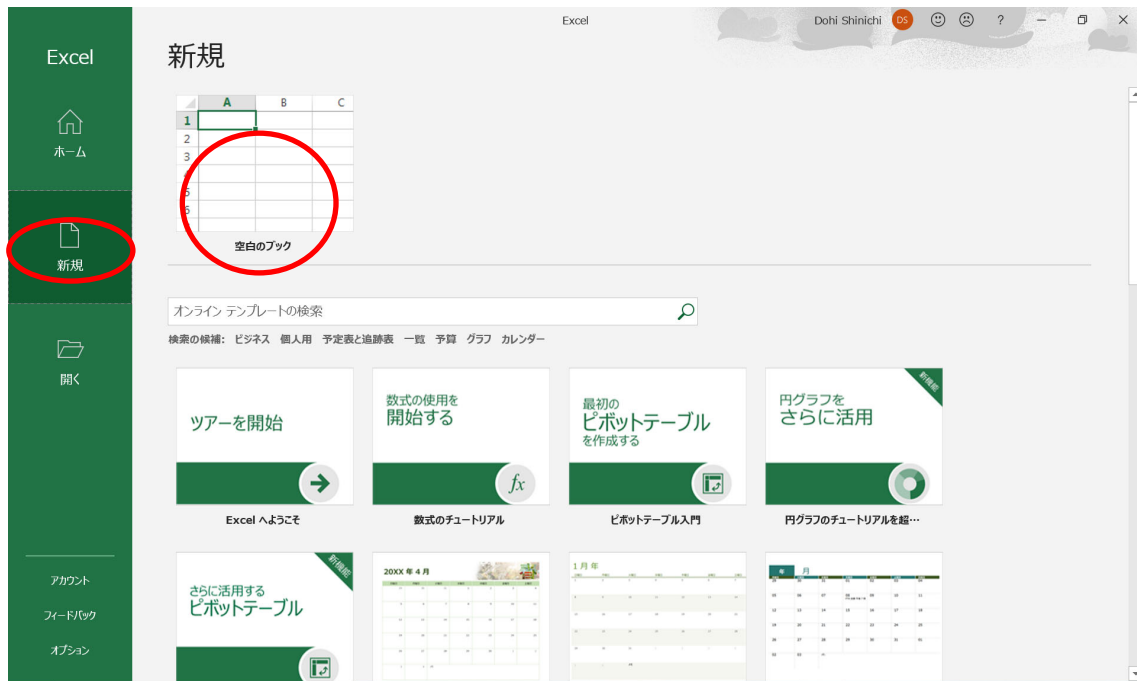 Excel
Dohi Shinichi
DS
?
Excel
新規
ホーム
新規
開く
アカウント
フィードバック
オプション
A B C
1
2
3
5
6
空白のブック
オンライン テンプレートの検索
検索の候補: ビジネス 個人用 予定表と追跡表 一覧 予算 グラフ カレンダー
ツアーを開始
Excel へようこそ
数式の使用を
開始する
fx
数式のチュートリアル
最初の
ピボットテーブル
を作成する
ピボットテーブル入門
円グラフを
さらに活用
新機能
円グラフのチュートリアルを超…
さらに活用する
ピボットテーブル
新機能
20XX 年 4 月
1 月 年
年 月